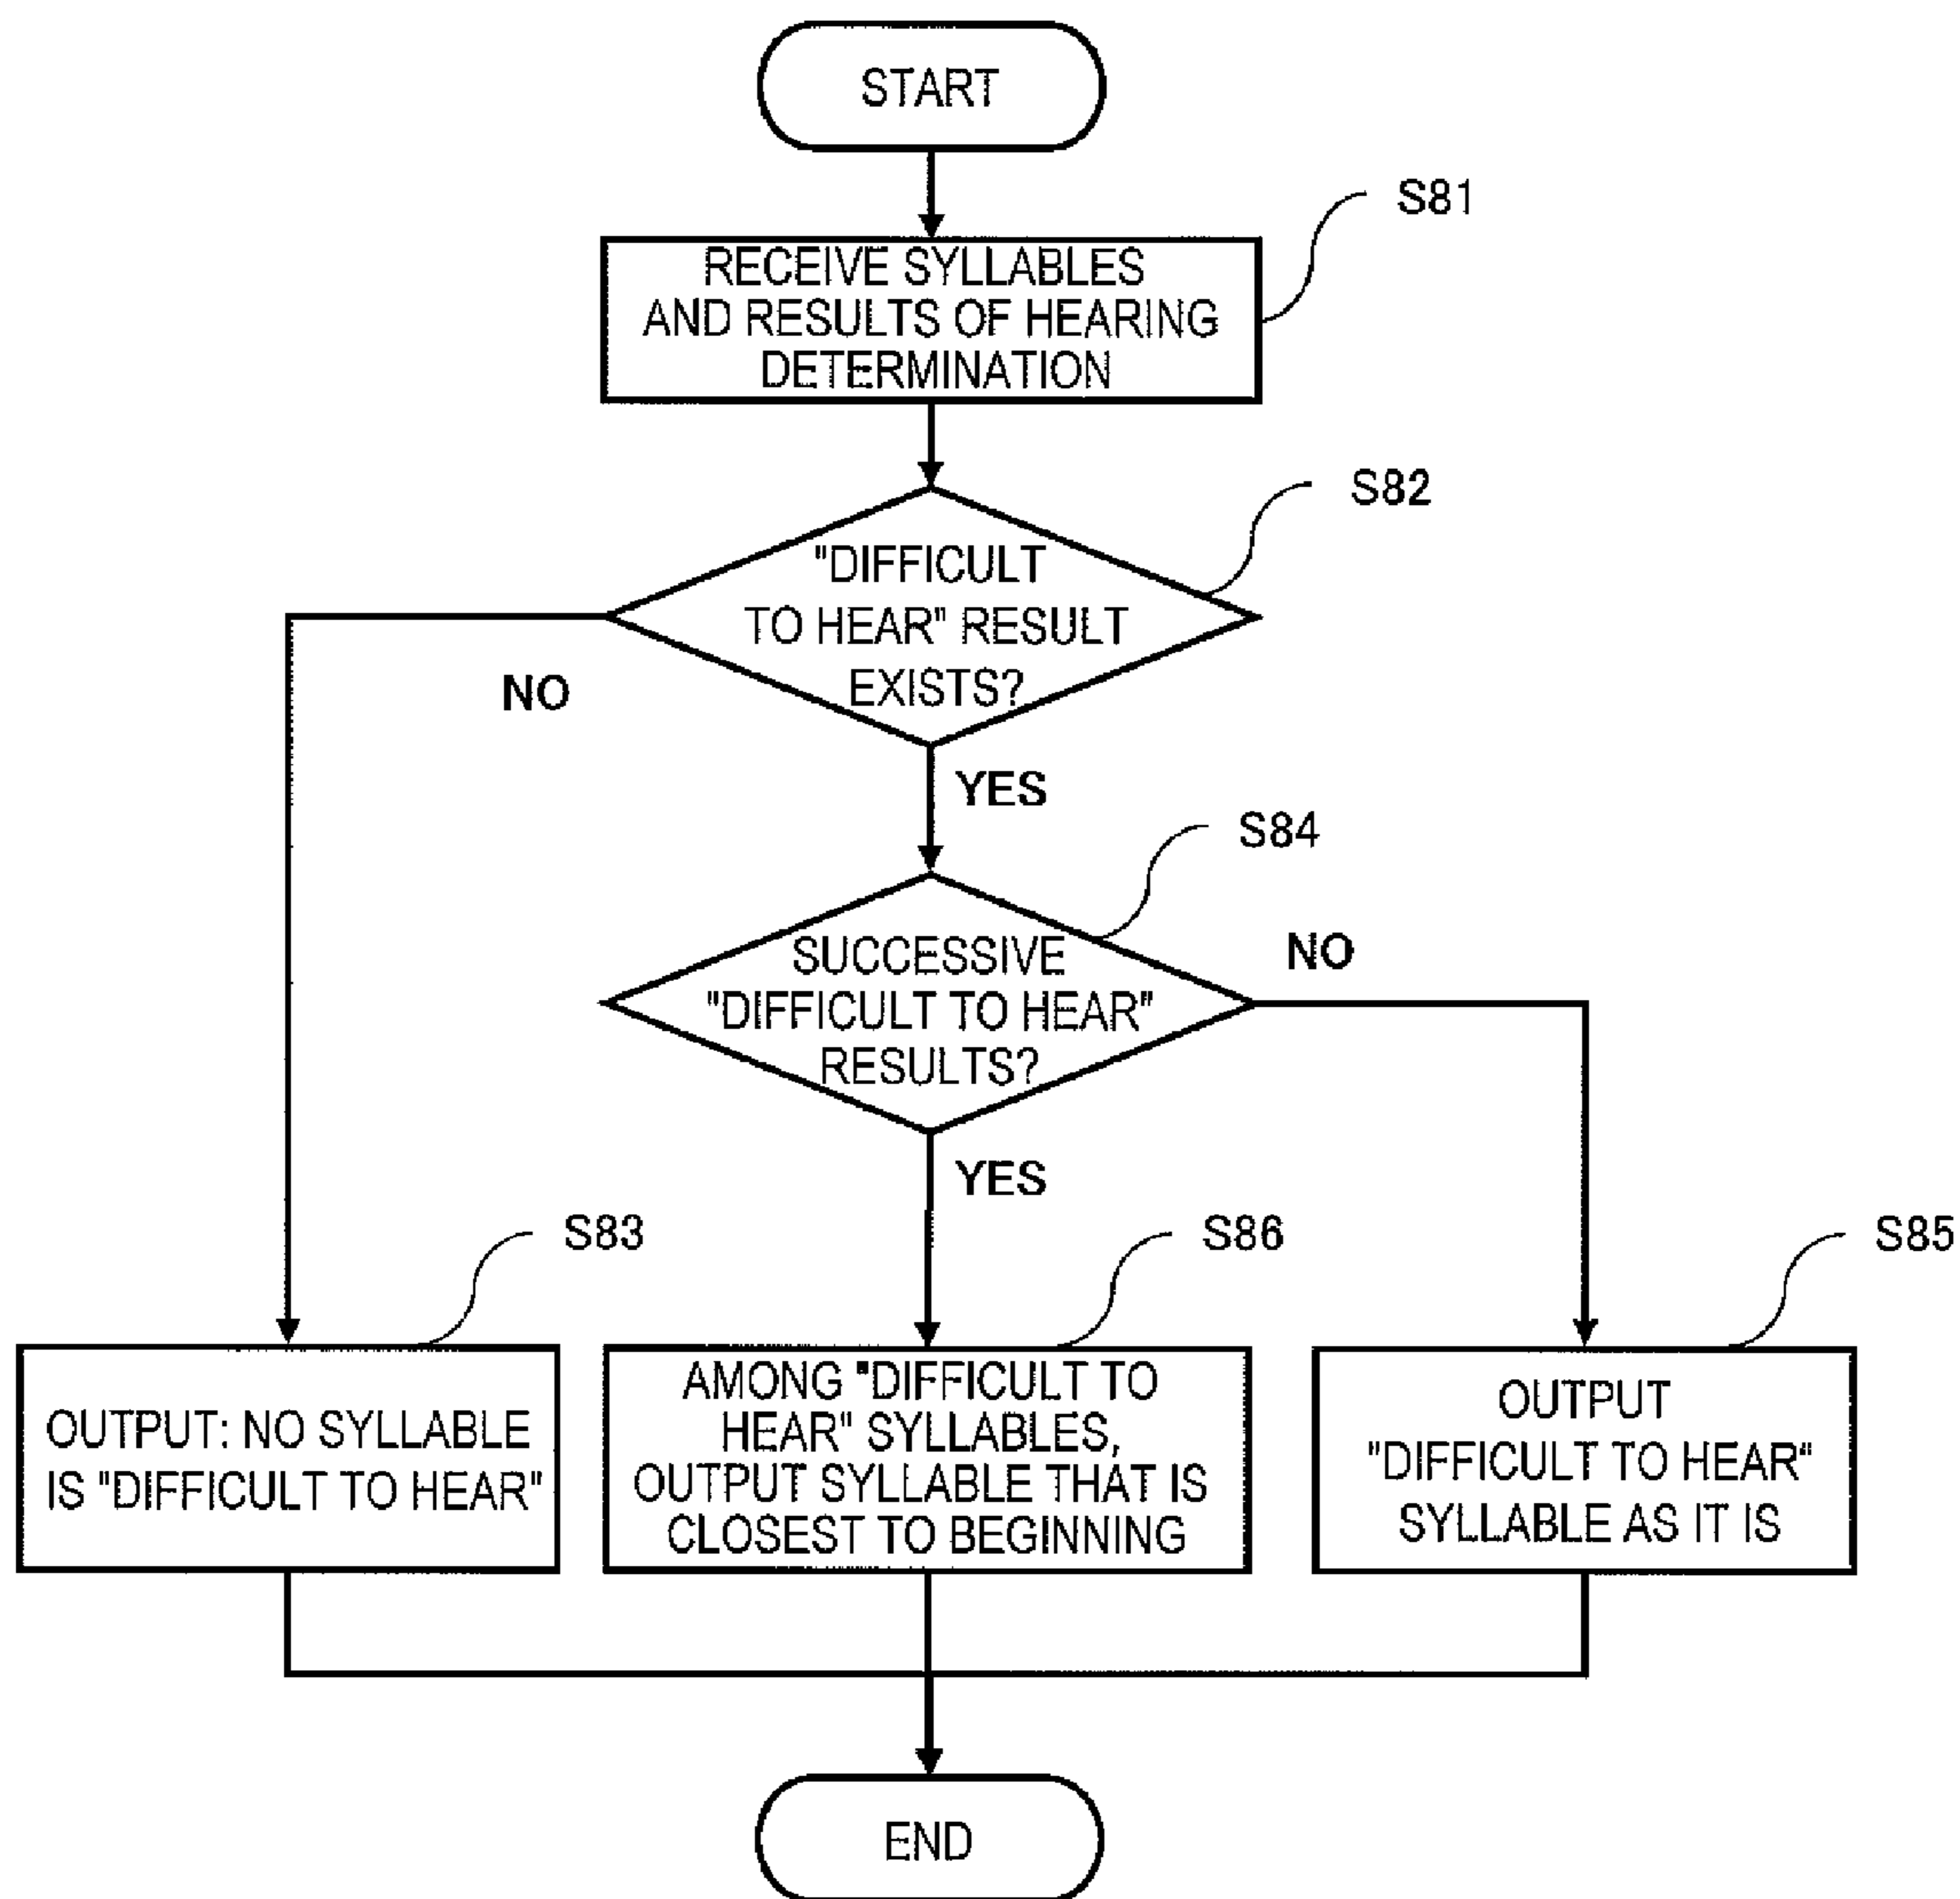 START
S81
RECEIVE SYLLABLES
AND RESULTS OF HEARING
DETERMINATION
S82
"DIFFICULT
TO HEAR" RESULT
EXISTS?
NO
YES
S84
SUCCESSIVE
"DIFFICULT TO HEAR"
RESULTS?
NO
YES
S83
OUTPUT: NO SYLLABLE
IS "DIFFICULT TO HEAR"
S86
AMONG "DIFFICULT TO
HEAR" SYLLABLES,
OUTPUT SYLLABLE THAT IS
CLOSEST TO BEGINNING
S85
OUTPUT
"DIFFICULT TO HEAR"
SYLLABLE AS IT IS
END